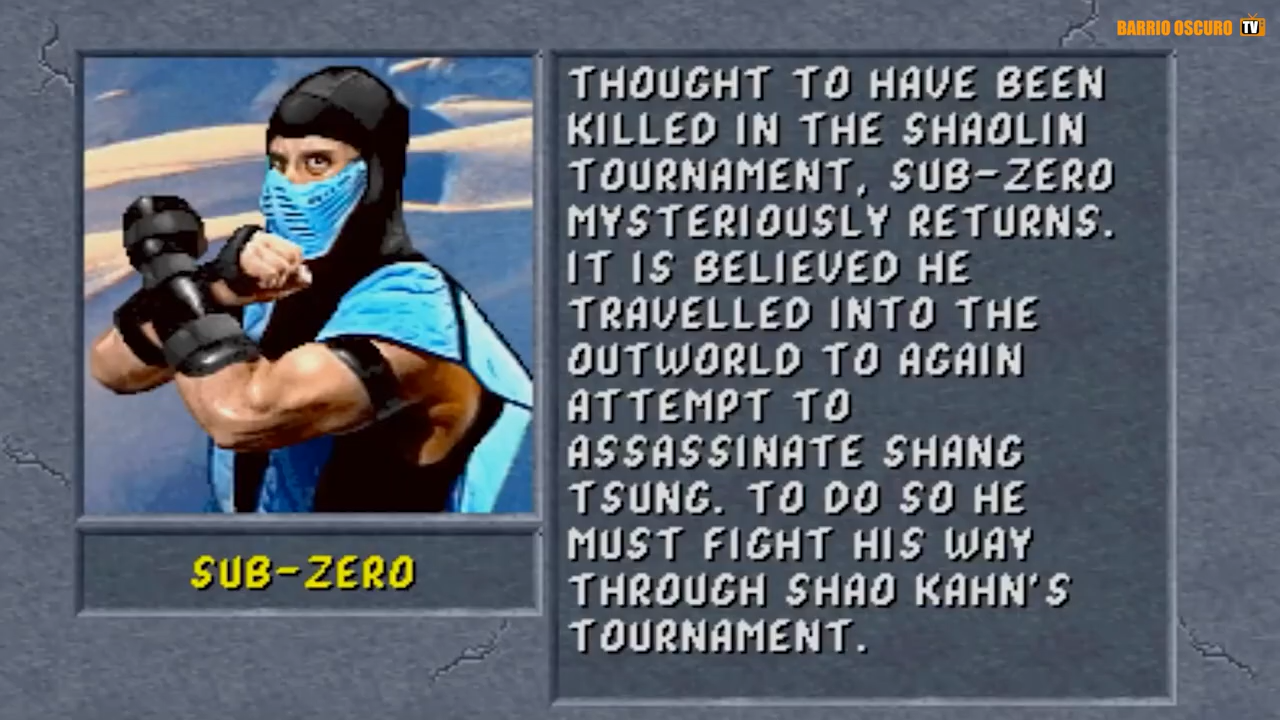 BARRIO OSCURO TV
THOUGHT TO HAVE BEEN
KILLED IN THE SHAOLIN
TOURNAMENT, SUB-ZERO
MYSTERIOUSLY RETURNS.
IT IS BELIEVED HE
TRAVELLED INTO THE
OUTWORLD TO AGAIN
ATTEMPT TO
ASSASSINATE SHANG
TSUNG. TO DO SO HE
MUST FIGHT HIS WAY
THROUGH SHAO KAHN'S
TOURNAMENT.
SUB-ZERO